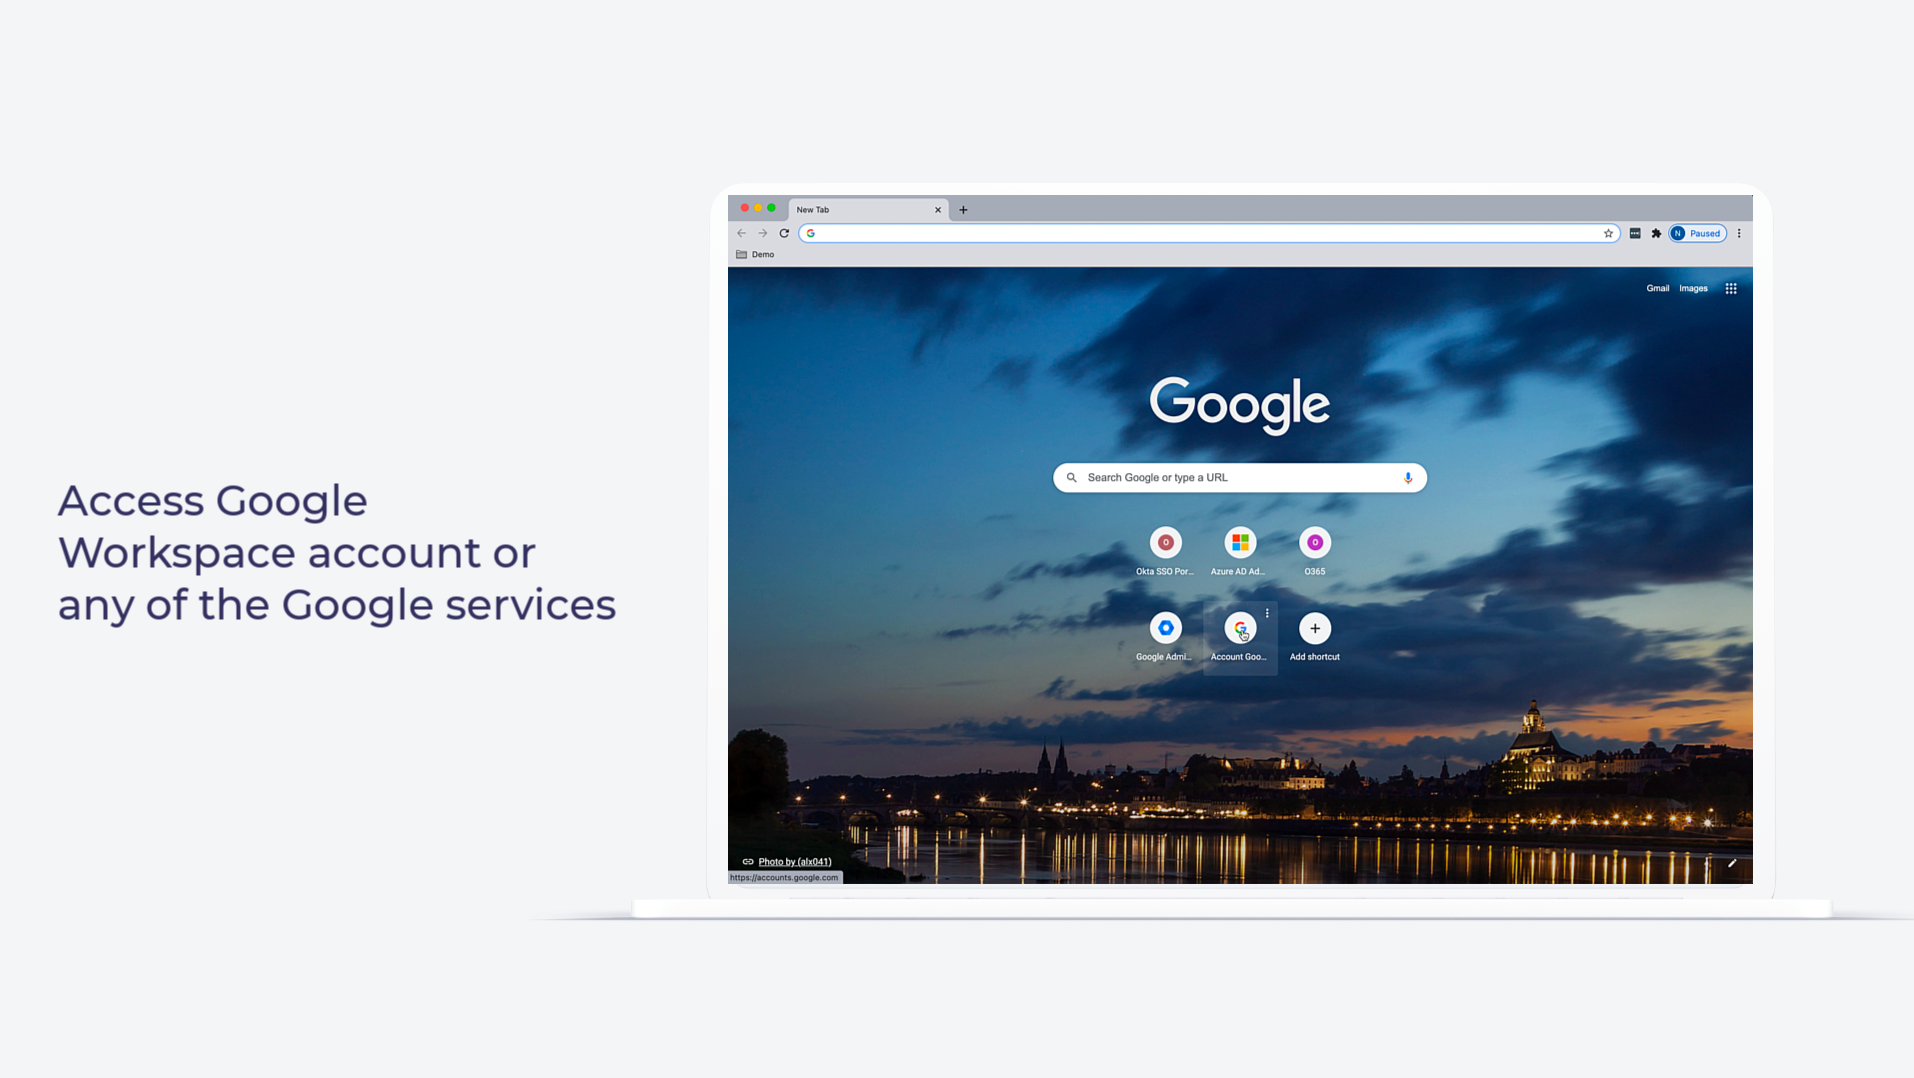 Access Google
Workspace account or
any of the Google services
New Tab
N Paused
Demo
Gmail Images
Google
Search Google or type a URL
O
O
Okta SSO Por...
Azure AD Ad...
O365
Google Admi...
Account Goo...
Add shortcut
Photo by (alx041)
https://accounts.google.com